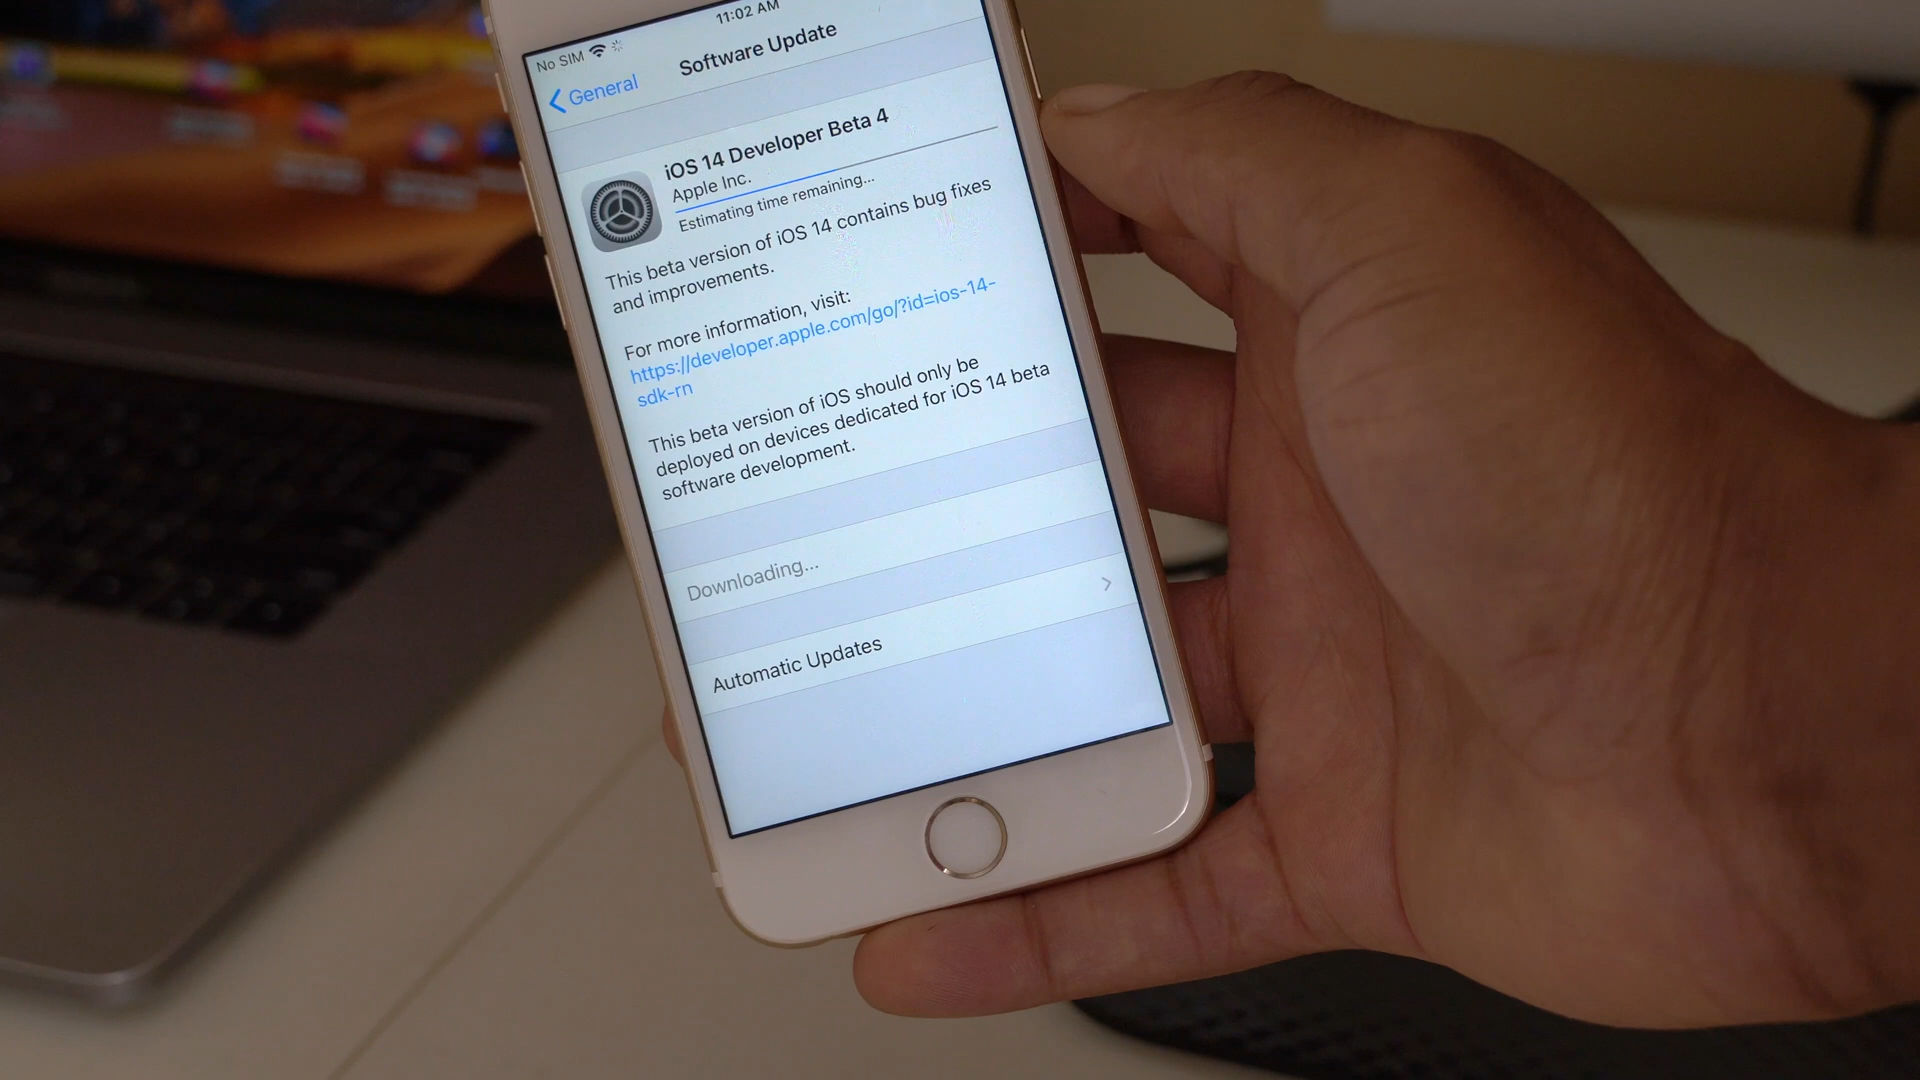 11:02 AM
No SIM
General
Software Update
iOS 14 Developer Beta 4
Apple Inc.
Estimating time remaining...
This beta version of iOS 14 contains bug fixes
and improvements.
For more information, visit:
https://developer.apple.com/go/?id=ios-14-
sdk-rn
This beta version of iOS should only be
deployed on devices dedicated for iOS 14 beta
software development.
Downloading...
Automatic Updates